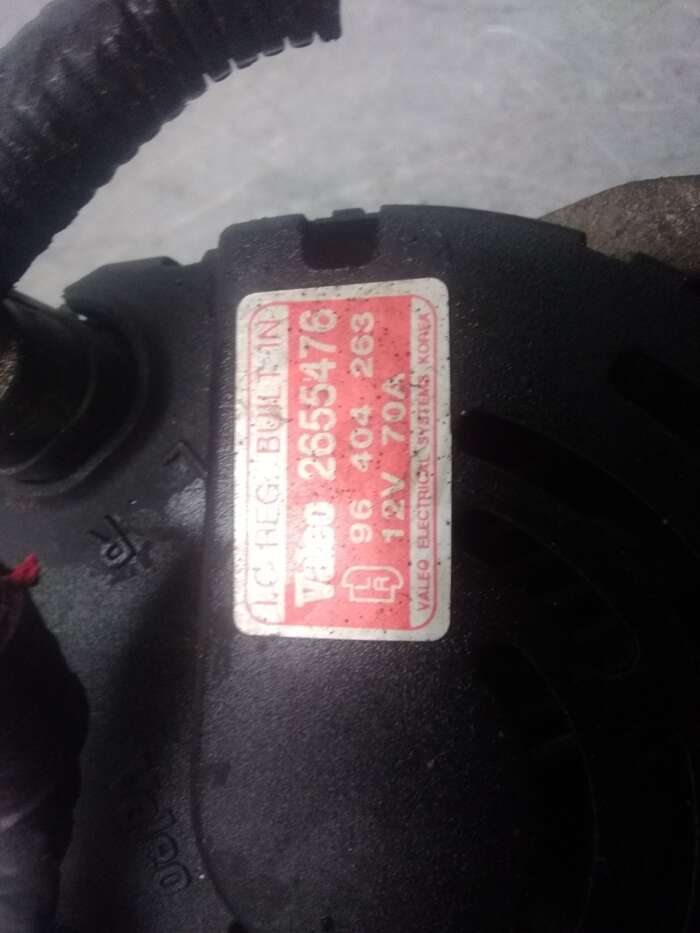 I.C REG. BUILT-IN
Valeo 2655476
96 404 263
L R 12V 70A
VALEO ELECTRICAL SYSTEMS KOREA
L
R